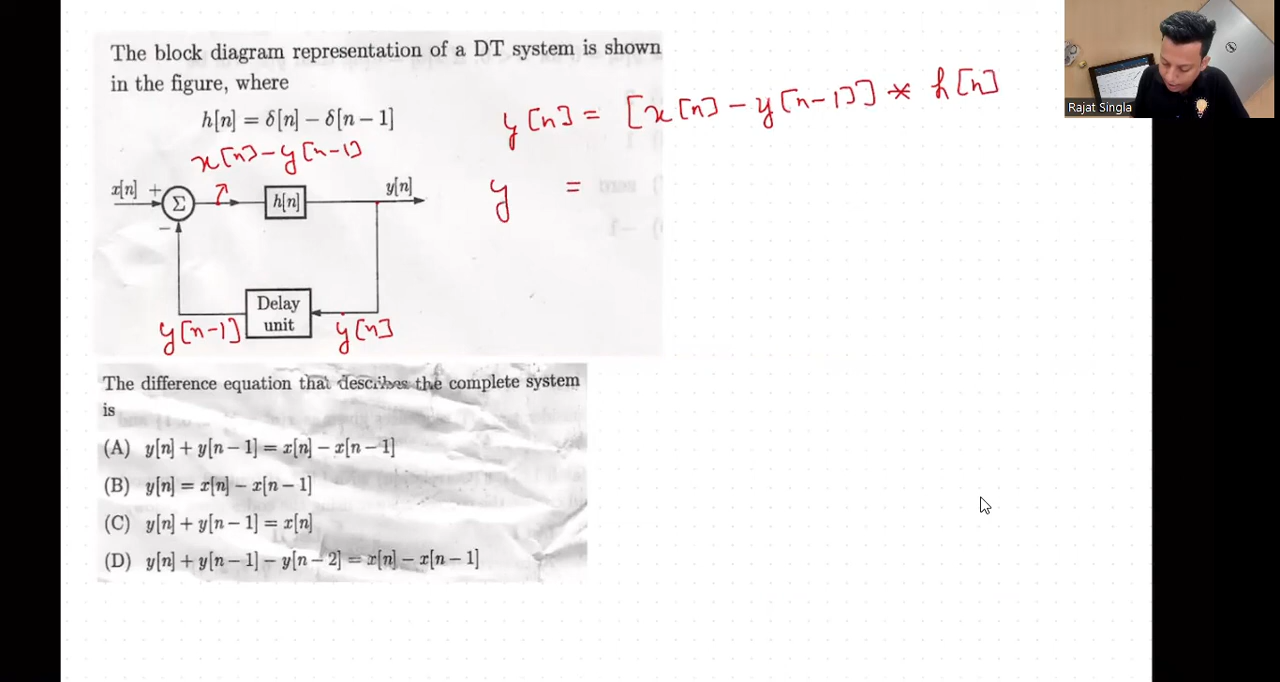 The block diagram representation of a DT system is shown
in the figure, where
h[n] = δ[n] − δ[n − 1]
y[n] = [x[n] − y[n−1]] * h[n]
x[n] − y[n−1]
x[n] +
Σ
h[n]
y[n]
y =
−
Delay
unit
y[n−1]
y[n]
The difference equation that describes the complete system
is
(A) y[n] + y[n − 1] = x[n] − x[n − 1]
(B) y[n] = x[n] − x[n − 1]
(C) y[n] + y[n − 1] = x[n]
(D) y[n] + y[n − 1] − y[n − 2] = x[n] − x[n − 1]
Rajat Singla